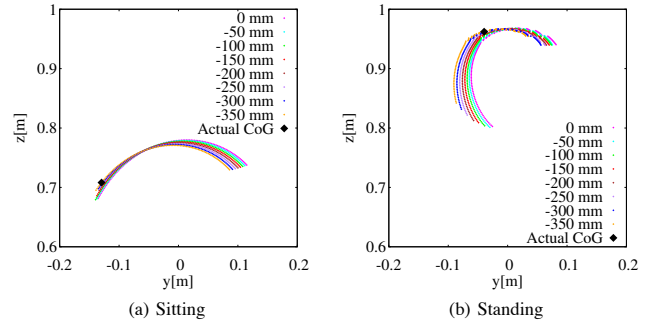 1
0.9
0.8
0.7
0.6
z[m]
-0.2
-0.1
0
0.1
0.2
y[m]
0 mm
-50 mm
-100 mm
-150 mm
-200 mm
-250 mm
-300 mm
-350 mm
Actual CoG
(a) Sitting
1
0.9
0.8
0.7
0.6
z[m]
-0.2
-0.1
0
0.1
0.2
y[m]
0 mm
-50 mm
-100 mm
-150 mm
-200 mm
-250 mm
-300 mm
-350 mm
Actual CoG
(b) Standing